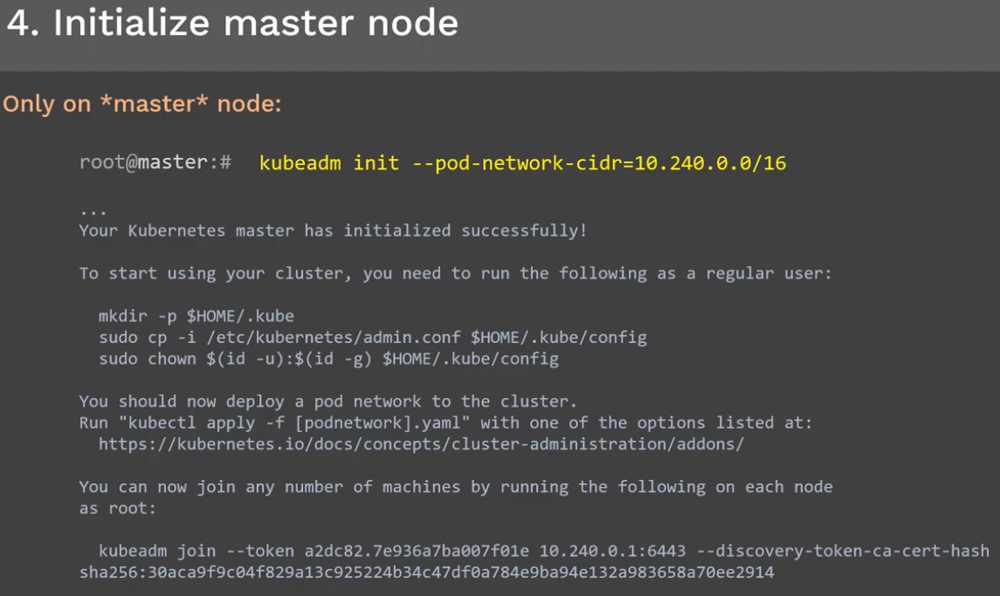 4. Initialize master node
Only on *master* node:
root@master:# kubeadm init --pod-network-cidr=10.240.0.0/16
...
Your Kubernetes master has initialized successfully!
To start using your cluster, you need to run the following as a regular user:
mkdir -p $HOME/.kube
sudo cp -i /etc/kubernetes/admin.conf $HOME/.kube/config
sudo chown $(id -u):$(id -g) $HOME/.kube/config
You should now deploy a pod network to the cluster.
Run "kubectl apply -f [podnetwork].yaml" with one of the options listed at:
https://kubernetes.io/docs/concepts/cluster-administration/addons/
You can now join any number of machines by running the following on each node
as root:
kubeadm join --token a2dc82.7e936a7ba007f01e 10.240.0.1:6443 --discovery-token-ca-cert-hash
sha256:30aca9f9c04f829a13c925224b34c47df0a784e9ba94e132a983658a70ee2914